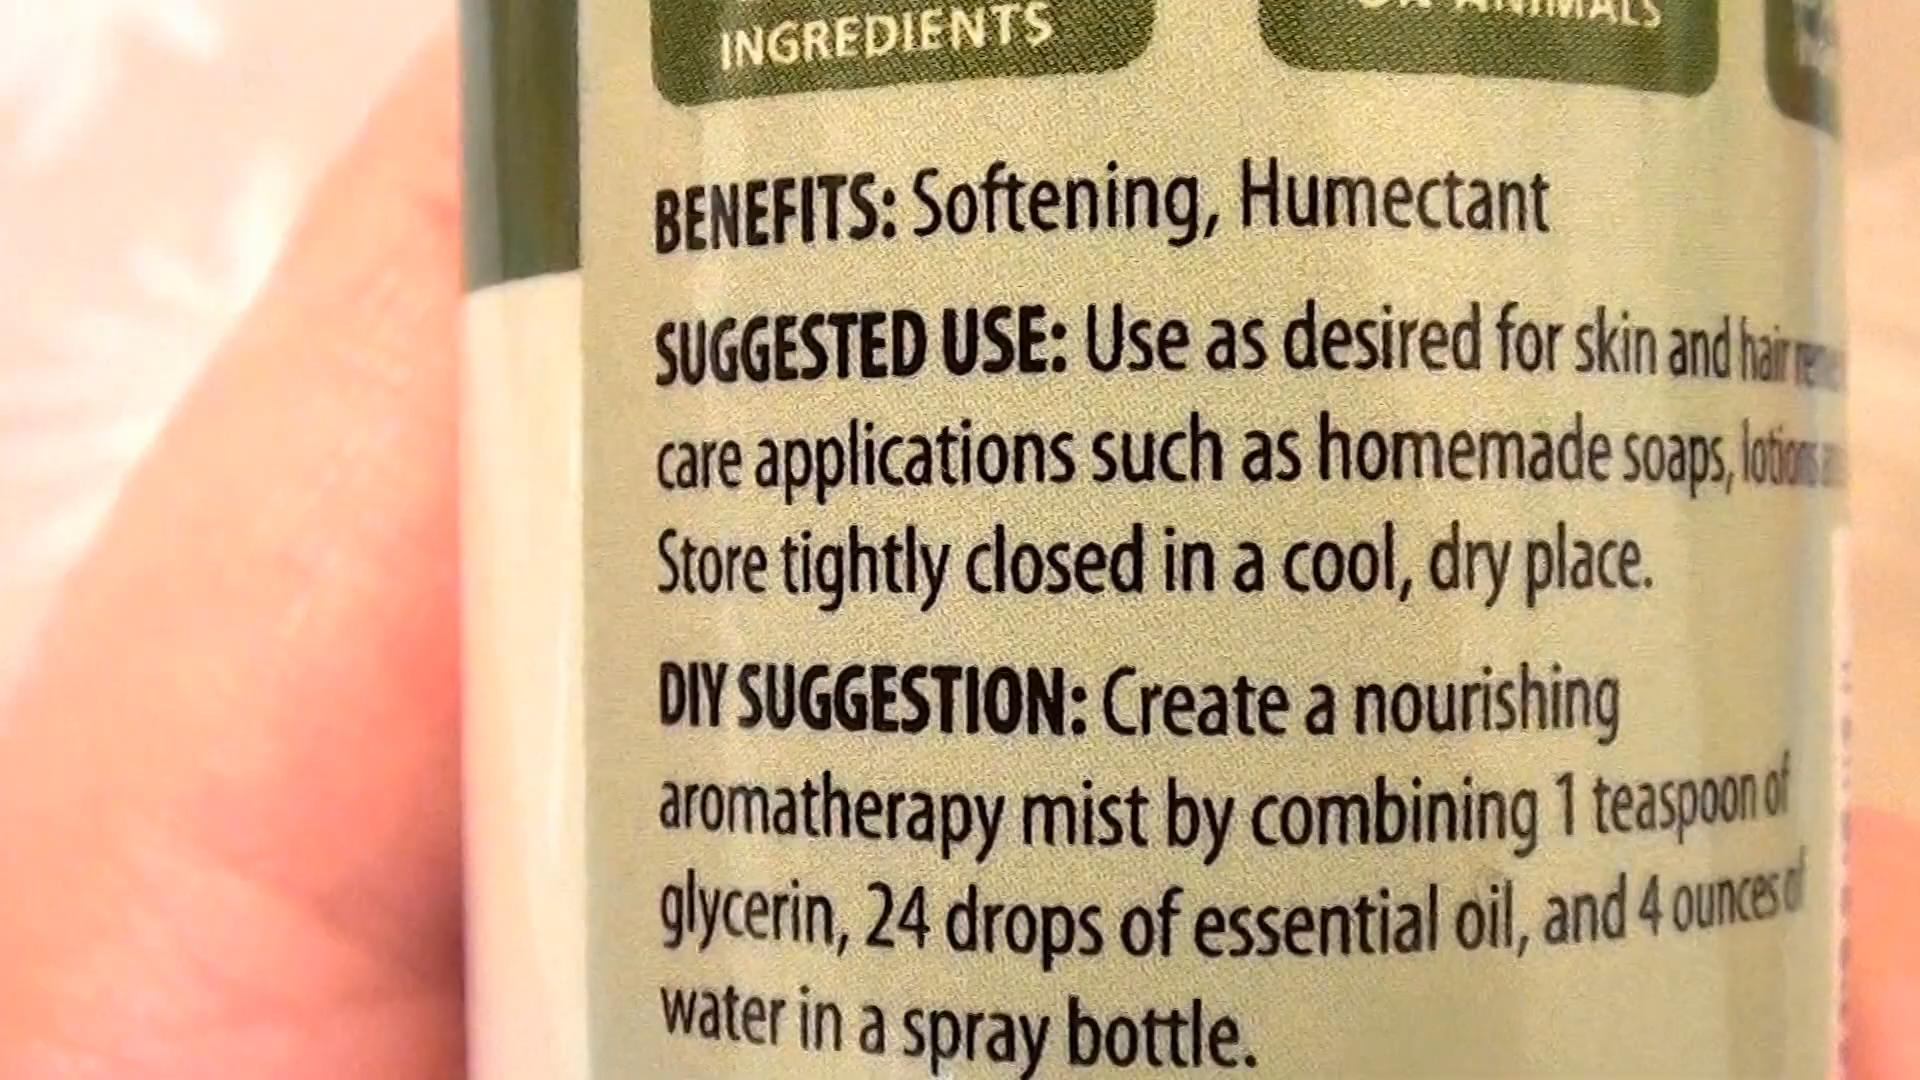 INGREDIENTS
ANIMALS
BENEFITS: Softening, Humectant
SUGGESTED USE: Use as desired for skin and hair
care applications such as homemade soaps, lotions
Store tightly closed in a cool, dry place.
DIY SUGGESTION: Create a nourishing
aromatherapy mist by combining 1 teaspoon of
glycerin, 24 drops of essential oil, and 4 ounces of
water in a spray bottle.